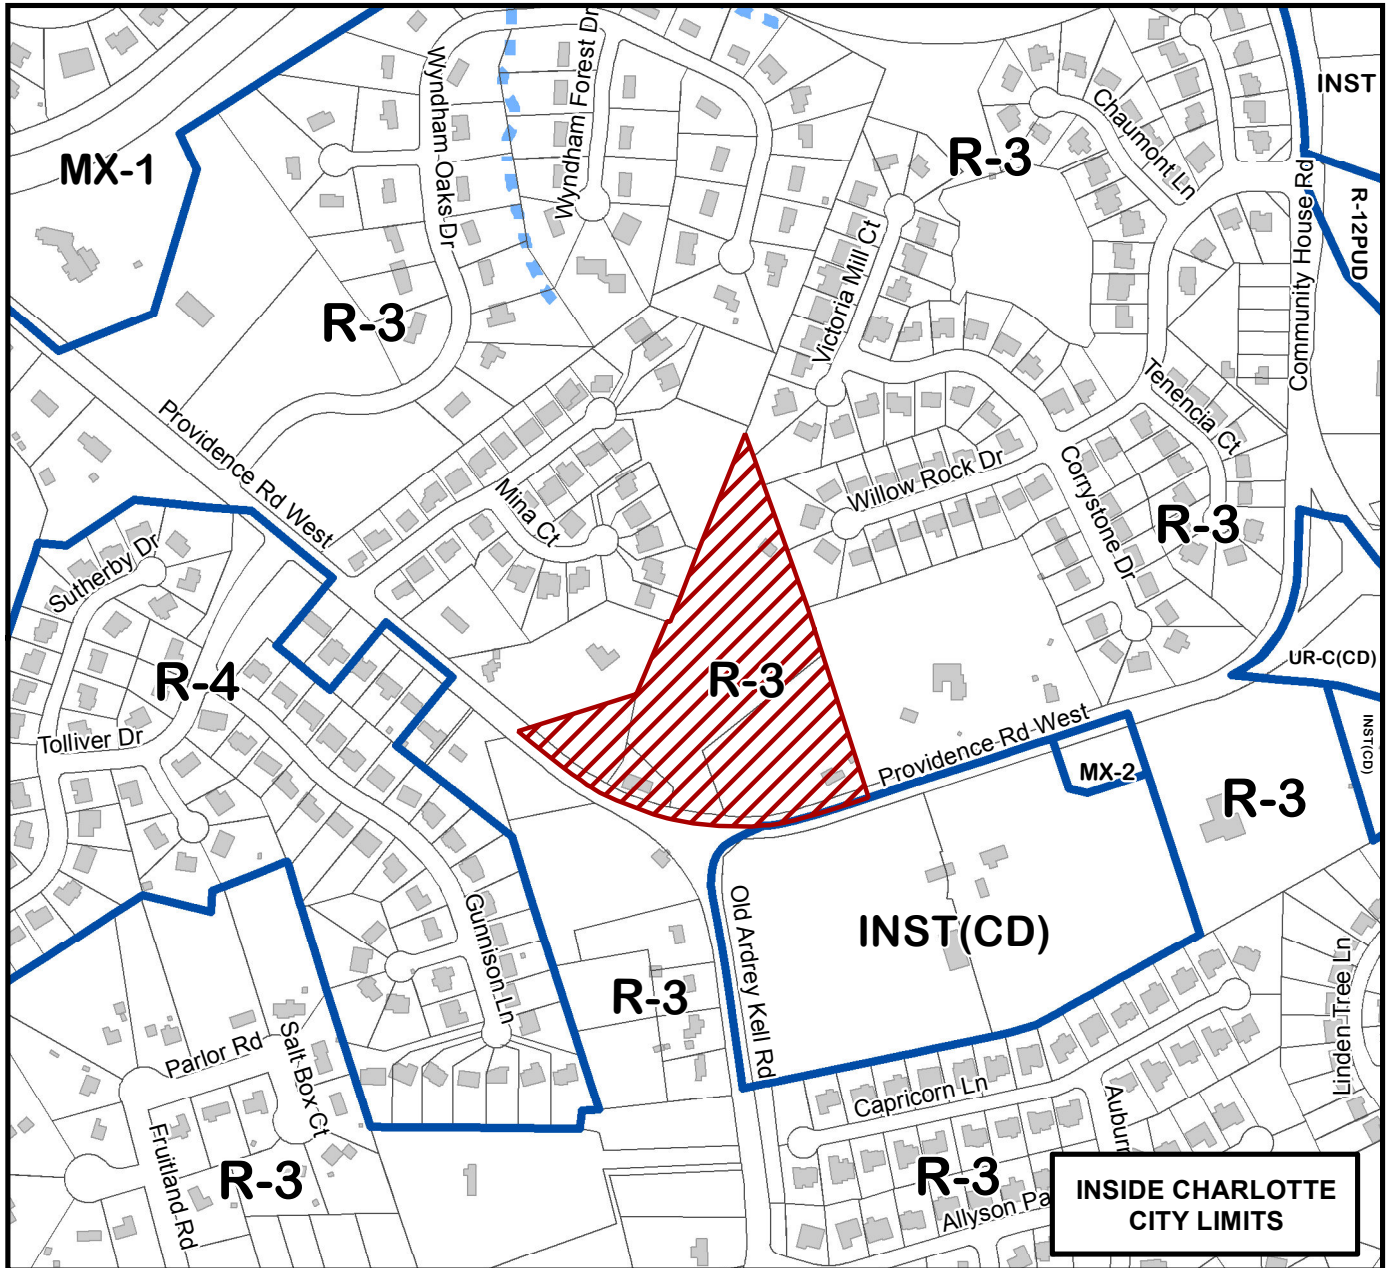 INST
MX-1
R-3
Wyndham Oaks Dr
Wyndham Forest Dr
Chaumont Ln
Community House Rd
R-12PUD
Victoria Mill Ct
R-3
Providence Rd West
Tenencia Ct
Willow Rock Dr
Corrystone Dr
Mina Ct
R-3
Sutherby Dr
R-4
R-3
UR-C(CD)
Tolliver Dr
Providence Rd West
INST(CD)
MX-2
R-3
Gunnison Ln
Old Ardrey Kell Rd
INST(CD)
R-3
Linden Tree Ln
Parlor Rd
Salt Box Ct
Capricorn Ln
Auburn
Fruitland Rd
R-3
R-3
Allyson Pa
INSIDE CHARLOTTE
CITY LIMITS